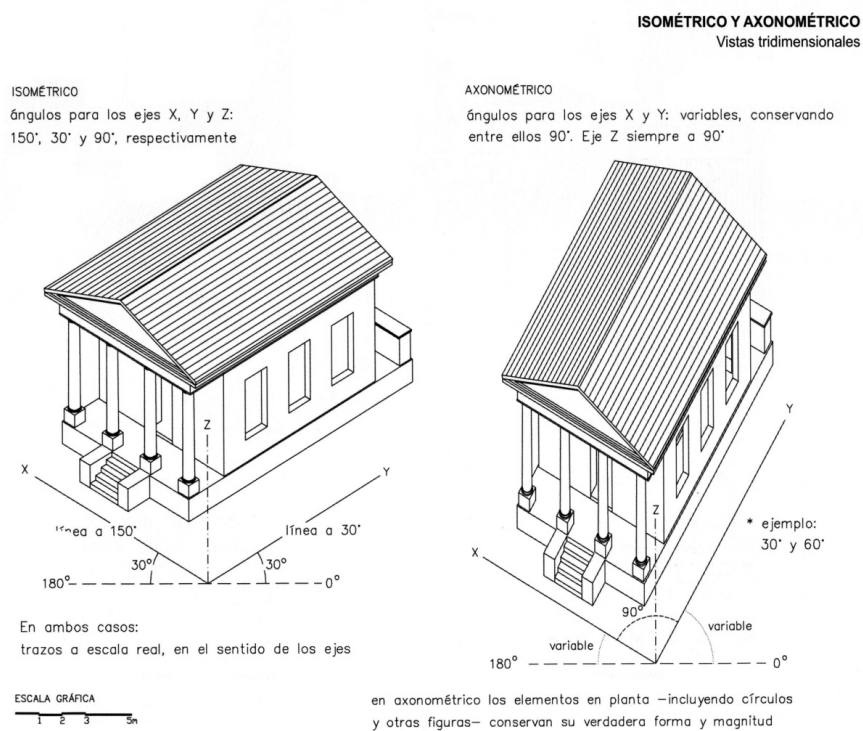 ISOMÉTRICO Y AXONOMÉTRICO
Vistas tridimensionales
ISOMÉTRICO
ángulos para los ejes X, Y y Z:
150°, 30° y 90°, respectivamente
Z
X
Y
línea a 150°
línea a 30°
30°
30°
180°
0°
En ambos casos:
trazos a escala real, en el sentido de los ejes
ESCALA GRÁFICA
1 2 3 5m
AXONOMÉTRICO
ángulos para los ejes X y Y: variables, conservando
entre ellos 90°. Eje Z siempre a 90°
Y
Z
X
* ejemplo:
30° y 60°
90°
variable
variable
180°
0°
en axonométrico los elementos en planta –incluyendo círculos
y otras figuras– conservan su verdadera forma y magnitud